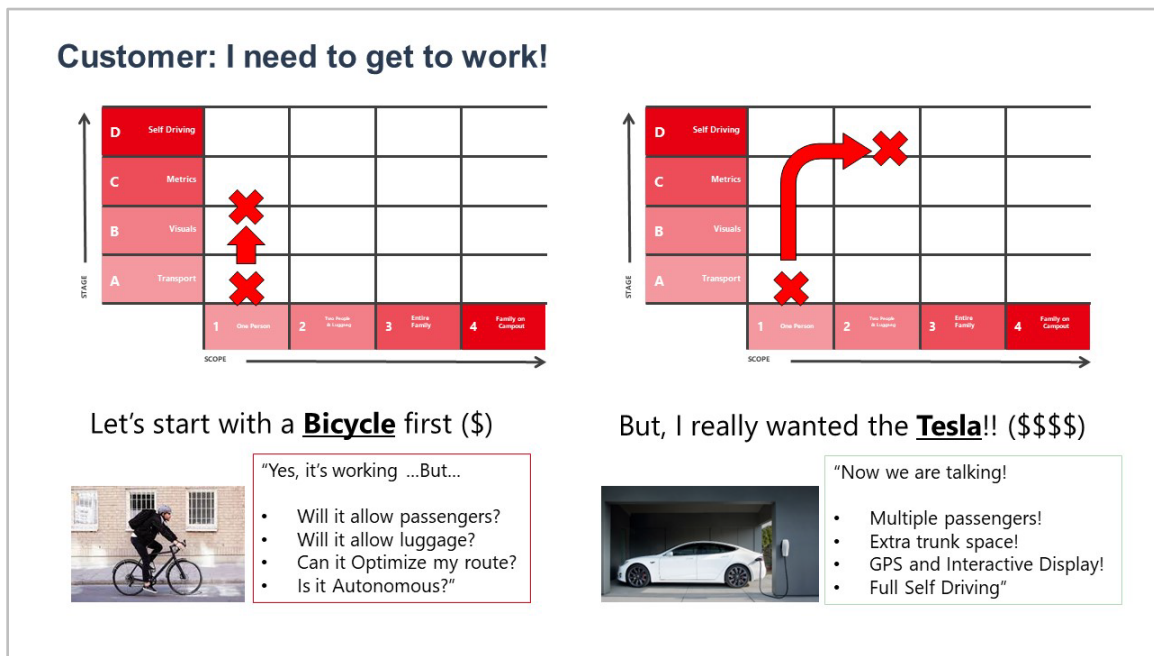 Customer: I need to get to work!
D Self Driving
C Metrics
B Visuals
A Transport
STAGE
1 One Person
2 Two People
& Lugging
3 Entire
Family
4 Family on
Campout
SCOPE
D Self Driving
C Metrics
B Visuals
A Transport
STAGE
1 One Person
2 Two People
& Lugging
3 Entire
Family
4 Family on
Campout
SCOPE
Let's start with a Bicycle first ($)
"Yes, it's working ...But...
• Will it allow passengers?
• Will it allow luggage?
• Can it Optimize my route?
• Is it Autonomous?"
But, I really wanted the Tesla!! ($$$$)
"Now we are talking!
• Multiple passengers!
• Extra trunk space!
• GPS and Interactive Display!
• Full Self Driving"